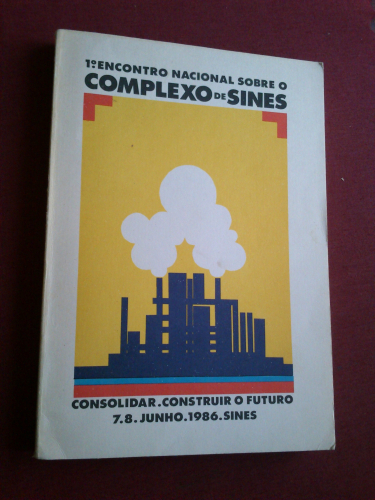 1º ENCONTRO NACIONAL SOBRE O
COMPLEXO DE SINES
CONSOLIDAR.CONSTRUIR O FUTURO
7.8.JUNHO.1986.SINES